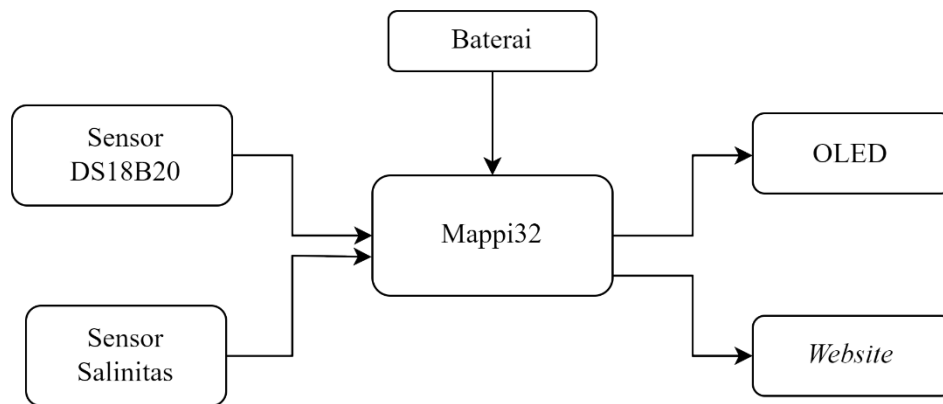 Baterai
Sensor
DS18B20
OLED
Mappi32
Sensor
Salinitas
Website